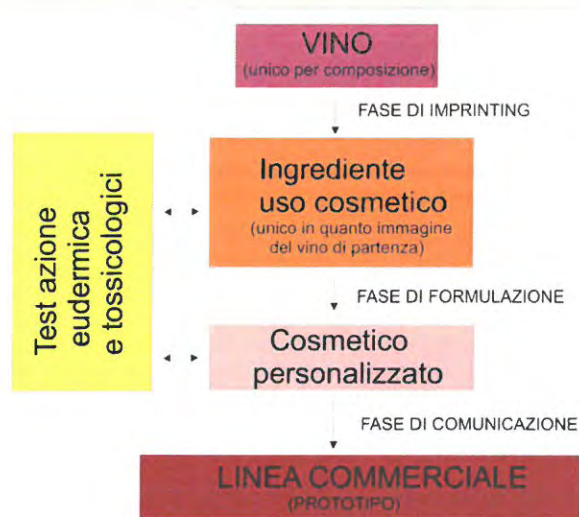 VINO
(unico per composizione)
FASE DI IMPRINTING
Test azione
eudermica
e tossicologici
Ingrediente
uso cosmetico
(unico in quanto immagine
del vino di partenza)
FASE DI FORMULAZIONE
Cosmetico
personalizzato
FASE DI COMUNICAZIONE
LINEA COMMERCIALE
(PROTOTIPO)